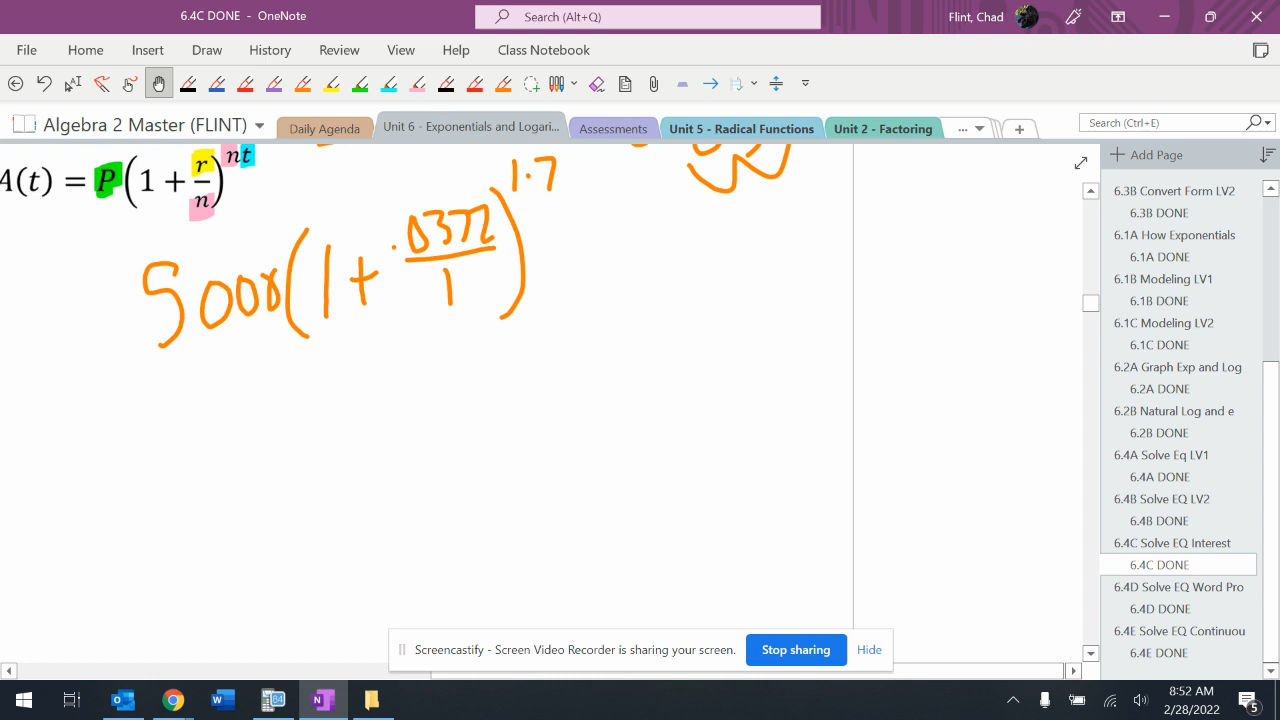 6.4C DONE - OneNote
Search (Alt+Q)
Flint, Chad
File Home Insert Draw History Review View Help Class Notebook
Algebra 2 Master (FLINT)
Daily Agenda
Unit 6 - Exponentials and Logari...
Assessments
Unit 5 - Radical Functions
Unit 2 - Factoring
...
+
Search (Ctrl+E)
Add Page
6.3B Convert Form LV2
6.3B DONE
6.1A How Exponentials
6.1A DONE
6.1B Modeling LV1
6.1B DONE
6.1C Modeling LV2
6.1C DONE
6.2A Graph Exp and Log
6.2A DONE
6.2B Natural Log and e
6.2B DONE
6.4A Solve Eq LV1
6.4A DONE
6.4B Solve EQ LV2
6.4B DONE
6.4C Solve EQ Interest
6.4C DONE
6.4D Solve EQ Word Pro
6.4D DONE
6.4E Solve EQ Continuou
6.4E DONE
A(t) = P(1 + r/n)^nt
(1 + .0372/1)^1·7
Screencastify - Screen Video Recorder is sharing your screen.
Stop sharing
Hide
8:52 AM
2/28/2022
5